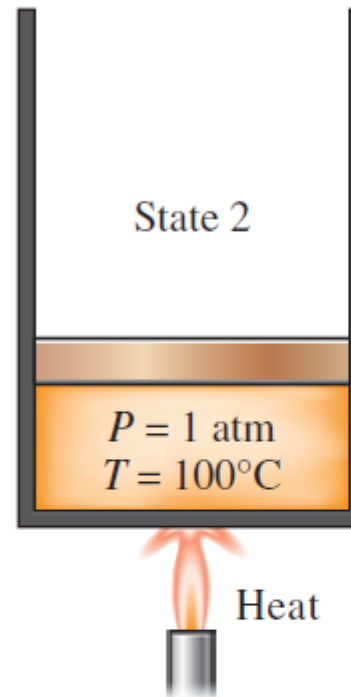 State 2
P = 1 atm
T = 100°C
Heat